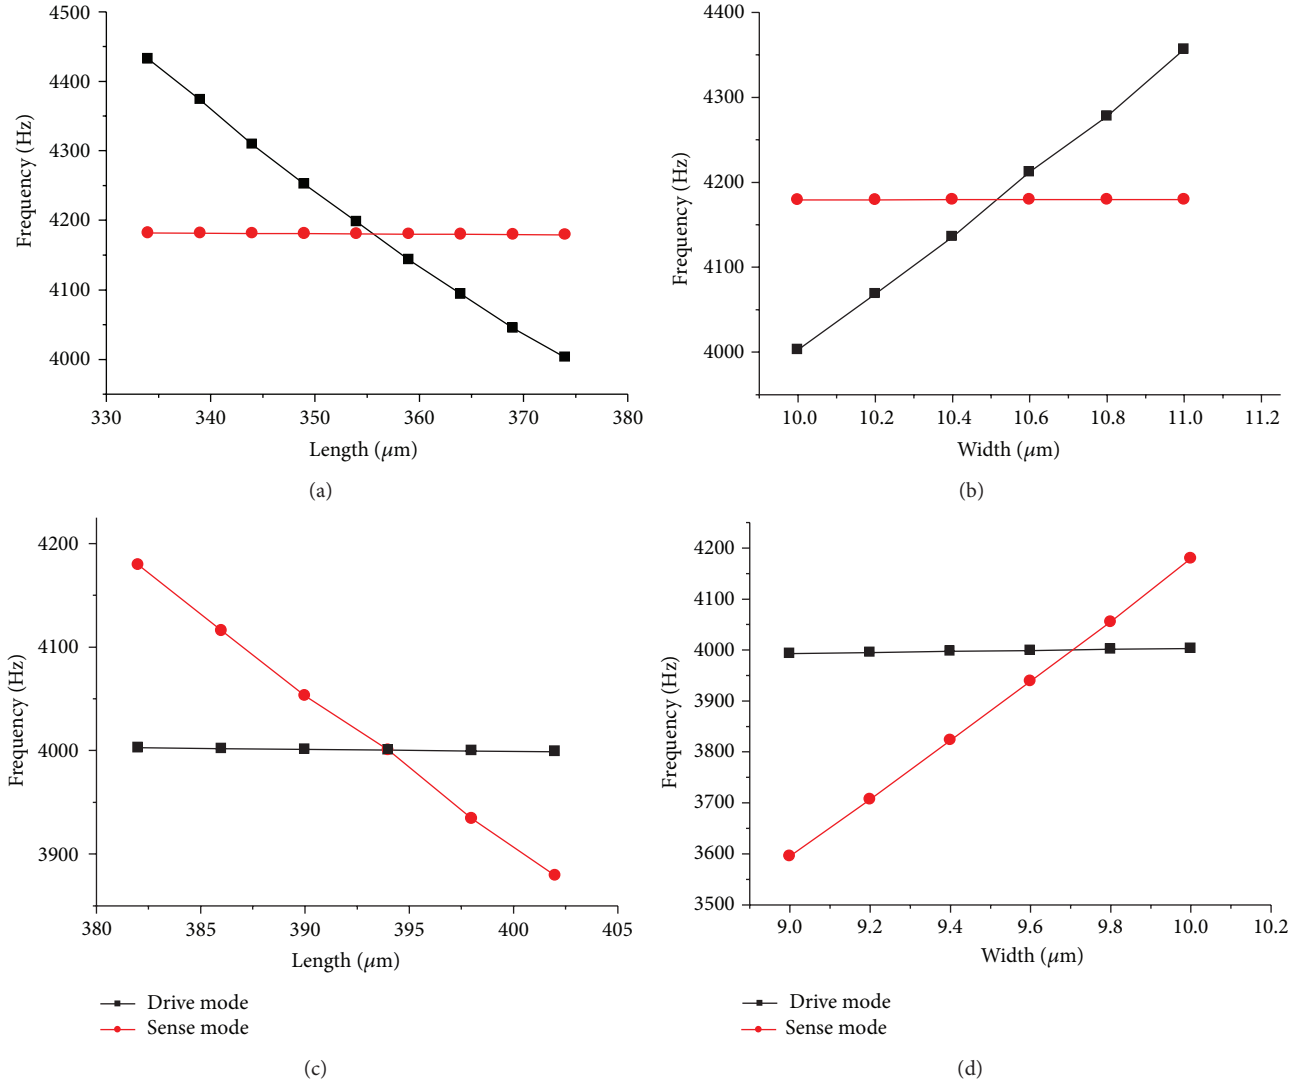 4500
4400
4300
4200
4100
4000
Frequency (Hz)
330 340 350 360 370 380
Length (μm)
(a)
4400
4300
4200
4100
4000
Frequency (Hz)
10.0 10.2 10.4 10.6 10.8 11.0 11.2
Width (μm)
(b)
4200
4100
4000
3900
Frequency (Hz)
380 385 390 395 400 405
Length (μm)
Drive mode
Sense mode
(c)
4200
4100
4000
3900
3800
3700
3600
3500
Frequency (Hz)
9.0 9.2 9.4 9.6 9.8 10.0 10.2
Width (μm)
Drive mode
Sense mode
(d)